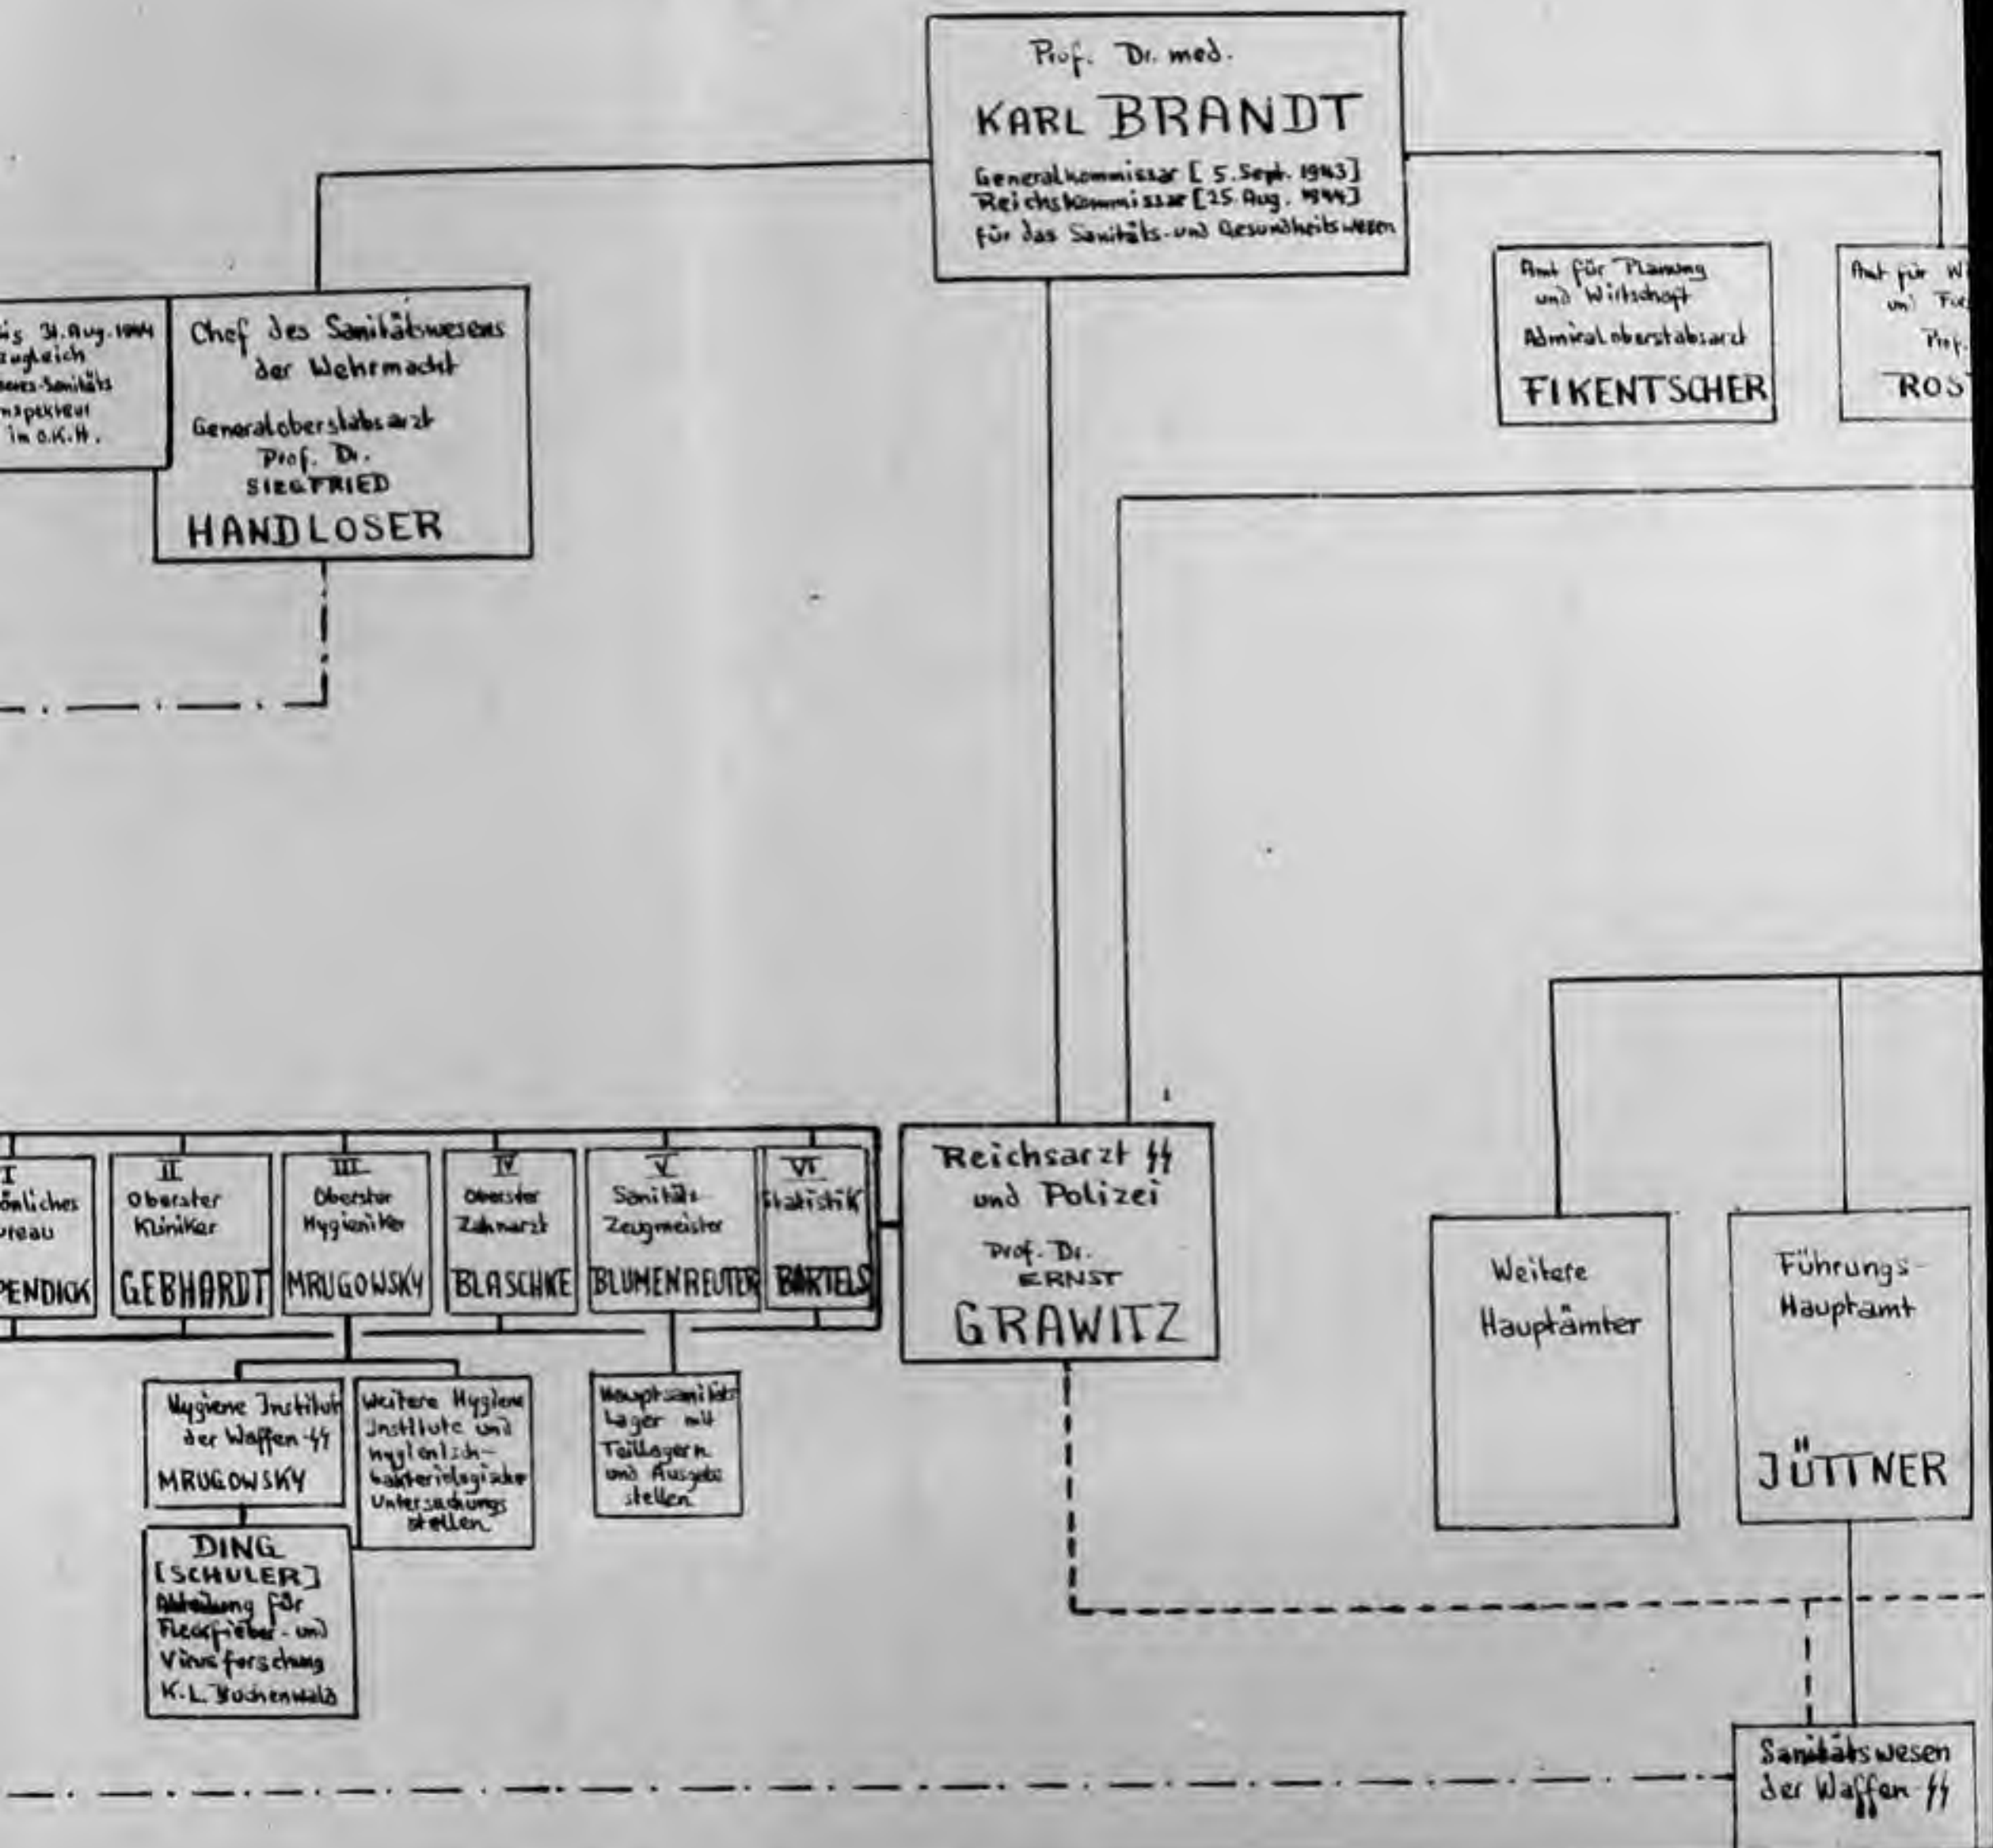 Prof. Dr. med.
KARL BRANDT
Generalkommissar [5. Sept. 1943]
Reichskommissar [25. Aug. 1944]
für das Sanitäts- und Gesundheitswesen
31. Aug. 1944
zugleich
im O.K.H.
Chef des Sanitätswesens
der Wehrmacht
Generaloberstabsarzt
Prof. Dr.
SIEGFRIED
HANDLOSER
Amt für Planung
und Wirtschaft
Admiraloberstabsarzt
FIKENTSCHER
Amt für
Prof.
I
II
Oberster
Kliniker
GEBHARDT
III
Oberster
Hygieniker
MRUGOWSKY
IV
Oberster
Zahnarzt
BLASCHKE
V
Sanitäts
Zeugmeister
BLUMENREUTER
VI
Statistik
BARTELS
Reichsarzt SS
und Polizei
Prof. Dr.
ERNST
GRAWITZ
Weitere
Hauptämter
Führungs-
Hauptamt
JÜTTNER
Hygiene Institut
der Waffen-SS
MRUGOWSKY
Weitere Hygiene
Institute und
hygienisch-
bakteriologische
Untersuchungs
stellen
Hauptsanitäts
Lager mit
Teillagern
und Ausgabe
stellen
DING
[SCHULER]
Abteilung für
Fleckfieber- und
Virusforschung
K.L. Buchenwald
Sanitätswesen
der Waffen-SS